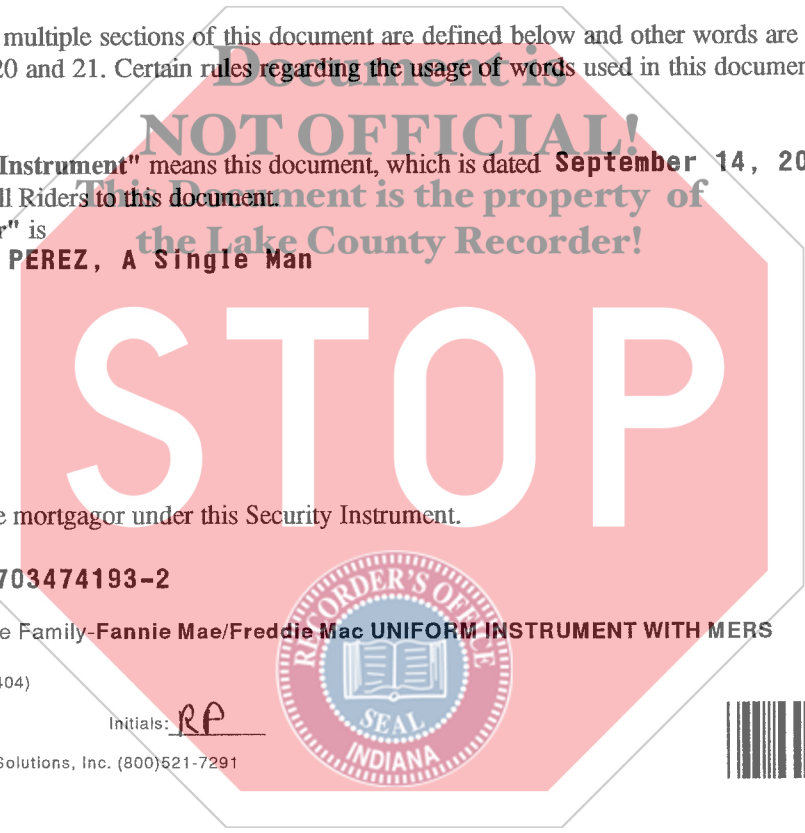 multiple sections of this document are defined below and other words are
20 and 21. Certain rules regarding the usage of words used in this documen
Document is
NOT OFFICIAL!
Instrument" means this document, which is dated September 14, 20
ll Riders to this document.
This Document is the property of
r" is
the Lake County Recorder!
PEREZ, A Single Man
STOP
e mortgagor under this Security Instrument.
703474193-2
e Family-Fannie Mae/Freddie Mac UNIFORM INSTRUMENT WITH MERS
404)
Initials: RP
Solutions, Inc. (800)521-7291
RECORDER'S OFFICE
SEAL
INDIANA